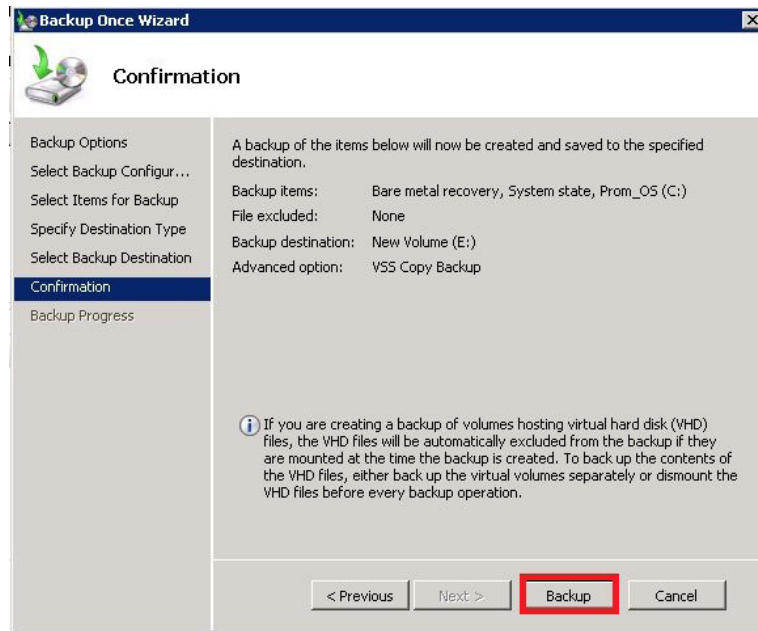 Backup Once Wizard
Confirmation
Backup Options
Select Backup Configur...
Select Items for Backup
Specify Destination Type
Select Backup Destination
Confirmation
Backup Progress
A backup of the items below will now be created and saved to the specified
destination.
Backup items: Bare metal recovery, System state, Prom_OS (C:)
File excluded: None
Backup destination: New Volume (E:)
Advanced option: VSS Copy Backup
If you are creating a backup of volumes hosting virtual hard disk (VHD)
files, the VHD files will be automatically excluded from the backup if they
are mounted at the time the backup is created. To back up the contents of
the VHD files, either back up the virtual volumes separately or dismount the
VHD files before every backup operation.
< Previous Next > Backup Cancel